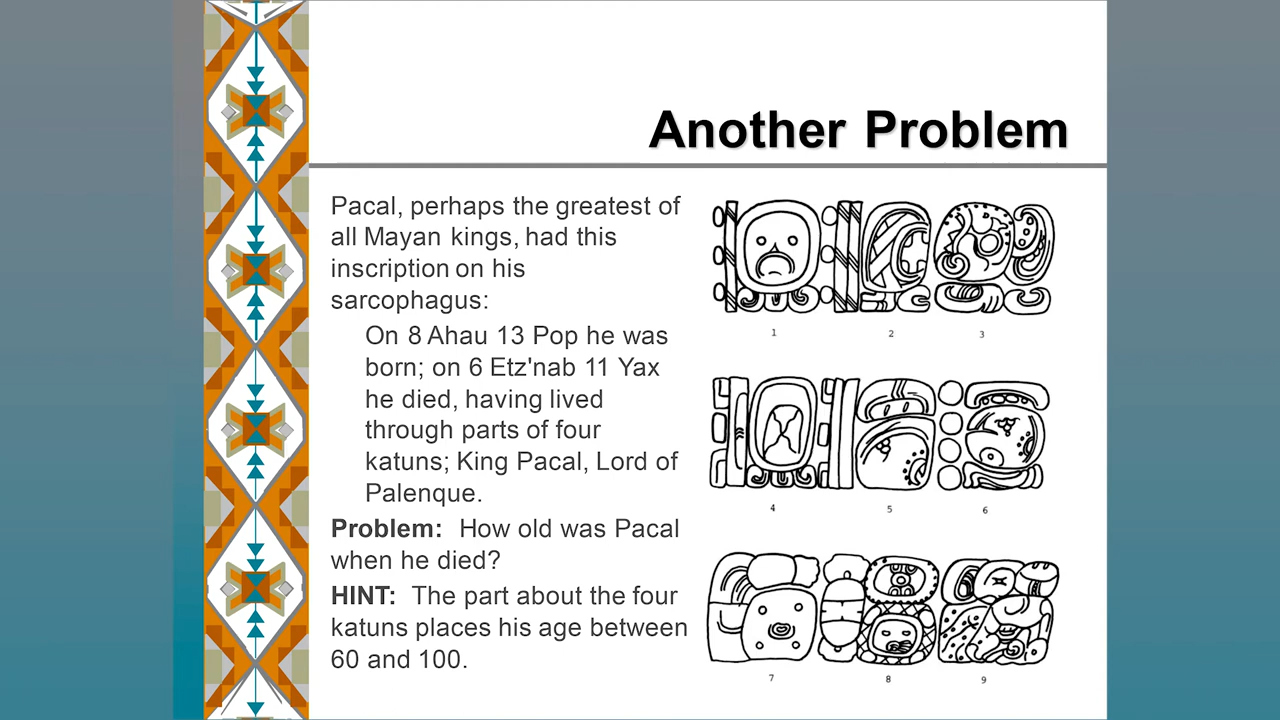 Another Problem
Pacal, perhaps the greatest of
all Mayan kings, had this
inscription on his
sarcophagus:
On 8 Ahau 13 Pop he was
born; on 6 Etz'nab 11 Yax
he died, having lived
through parts of four
katuns; King Pacal, Lord of
Palenque.
Problem: How old was Pacal
when he died?
HINT: The part about the four
katuns places his age between
60 and 100.
1 2 3
4 5 6
7 8 9